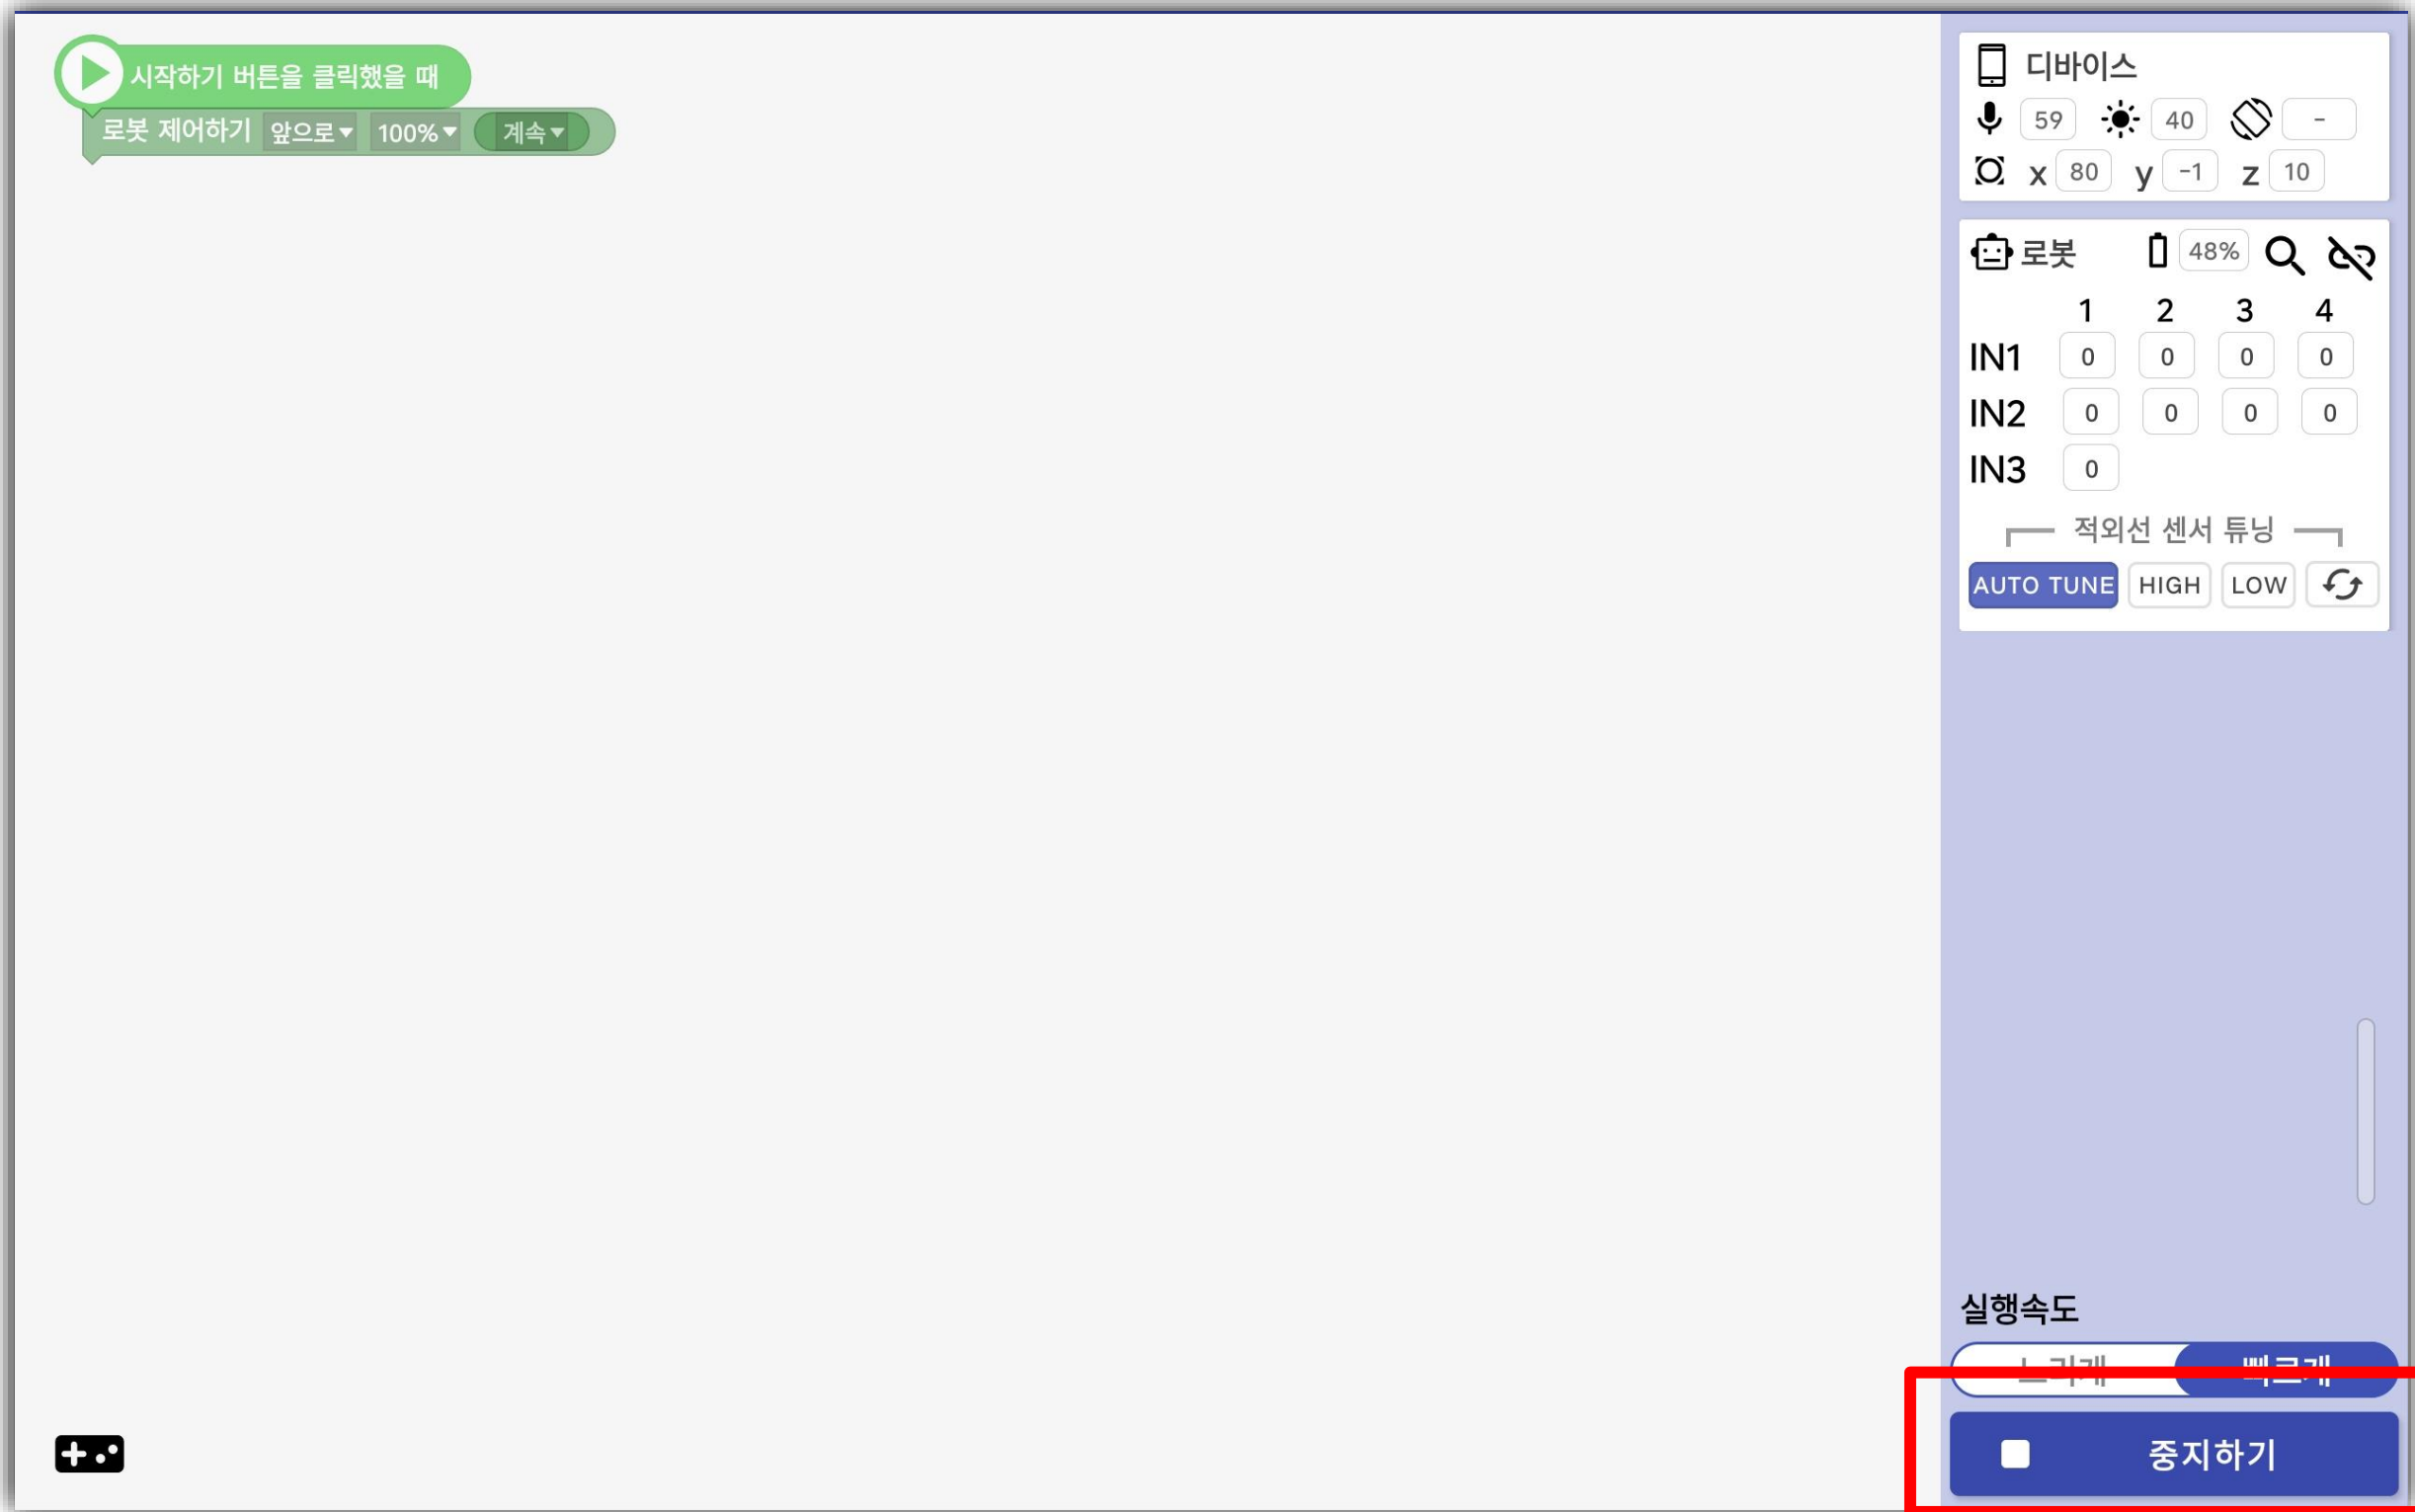 시작하기 버튼을 클릭했을 때
로봇 제어하기 앞으로 100% 계속
디바이스
59 40 -
x 80 y -1 z 10
로봇 48%
1 2 3 4
IN1 0 0 0 0
IN2 0 0 0 0
IN3 0
적외선 센서 튜닝
AUTO TUNE HIGH LOW
실행속도
빠르게
중지하기